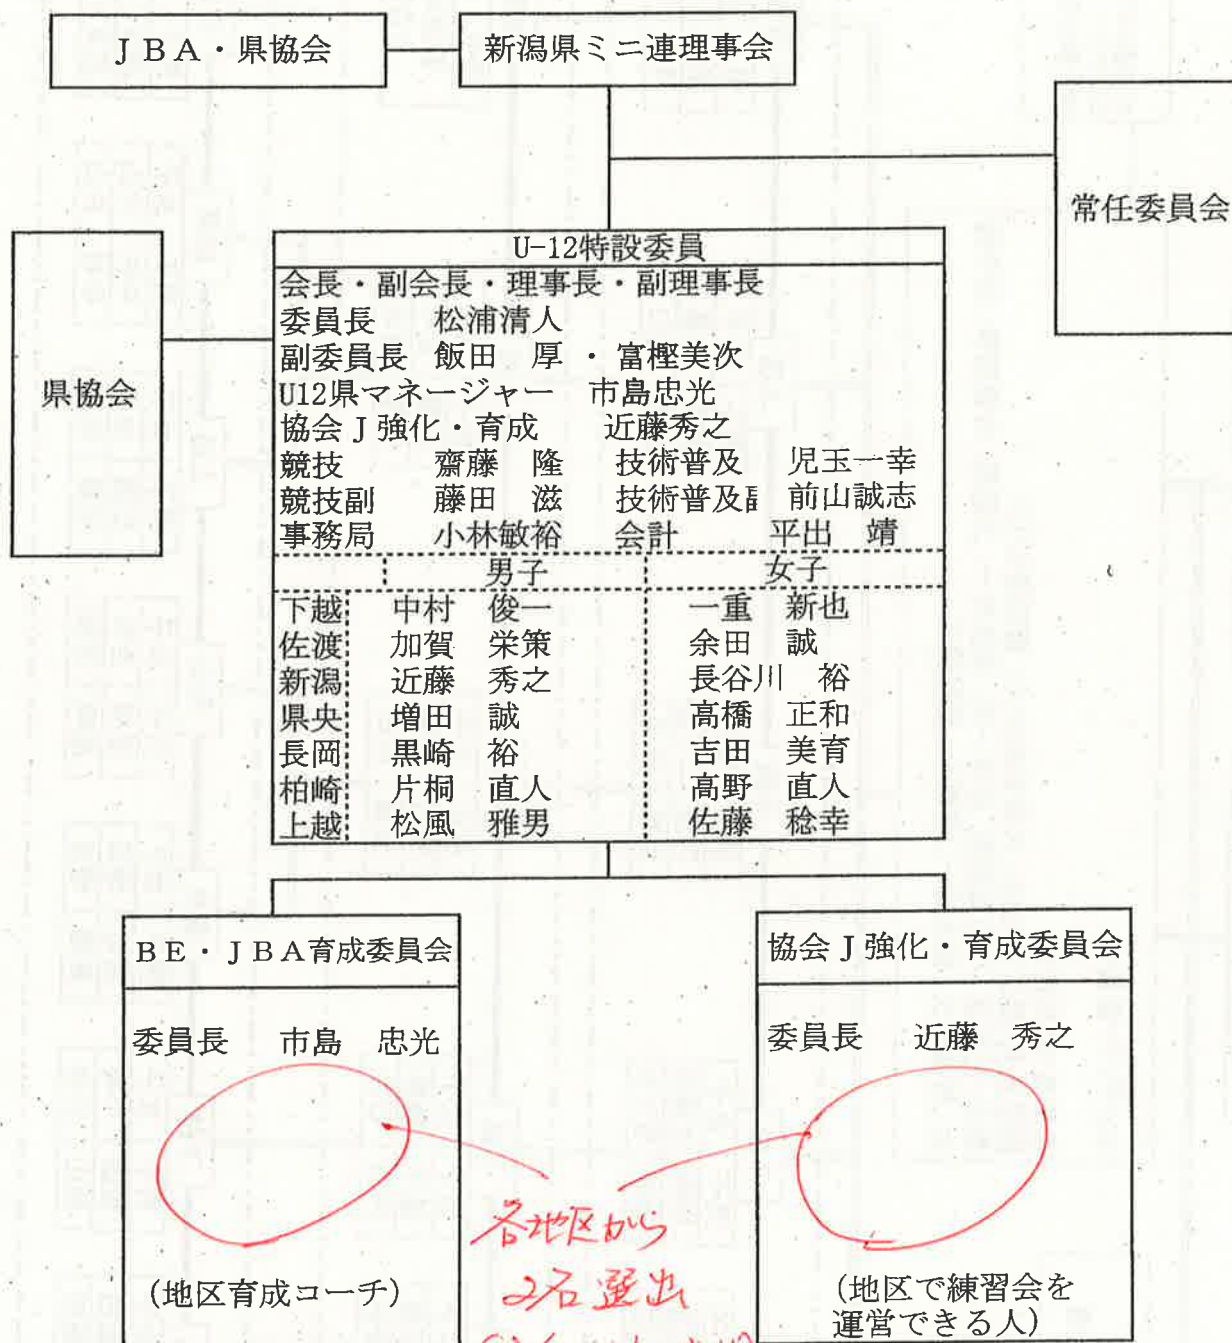 ＪＢＡ・県協会
新潟県ミニ連理事会
常任委員会
県協会
U-12特設委員
会長・副会長・理事長・副理事長
委員長　松浦清人
副委員長 飯田　厚 ・富樫美次
U12県マネージャー　市島忠光
協会Ｊ強化・育成　近藤秀之
競技　齋藤　隆　技術普及　児玉一幸
競技副　藤田　滋　技術普及副　前山誠志
事務局　小林敏裕　会計　平出　靖
男子　女子
下越　中村　俊一　一重　新也
佐渡　加賀　栄策　余田　誠
新潟　近藤　秀之　長谷川　裕
県央　増田　誠　高橋　正和
長岡　黒崎　裕　吉田　美育
柏崎　片桐　直人　高野　直人
上越　松風　雅男　佐藤　稔幸
ＢＥ・ＪＢＡ育成委員会
委員長　市島　忠光
(地区育成コーチ)
協会Ｊ強化・育成委員会
委員長　近藤　秀之
(地区で練習会を
運営できる人)
各地区から
2名選出